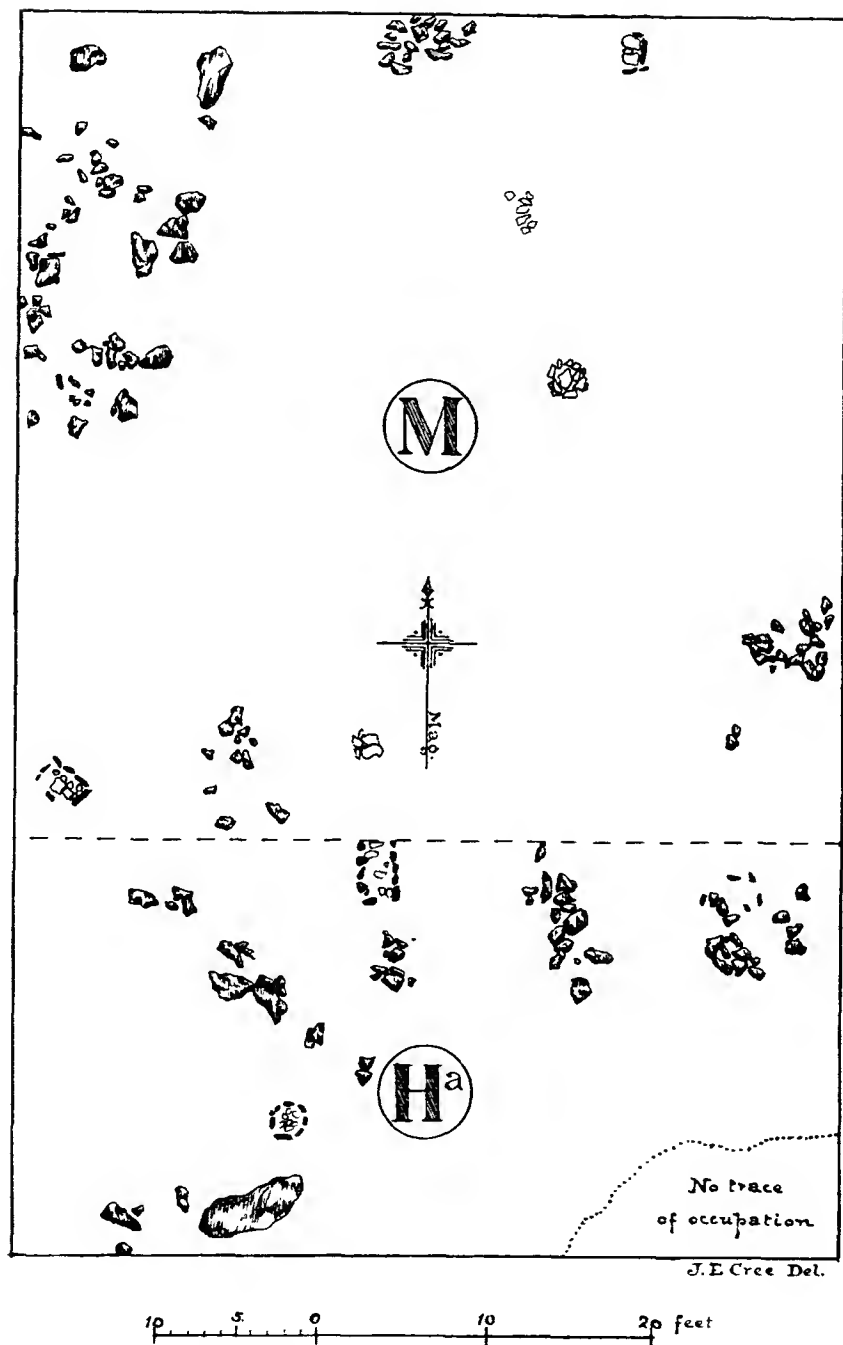 M
Mag.
Hᵃ
No trace
of occupation
J. E Cree Del.
10 5. 0 10 20 feet